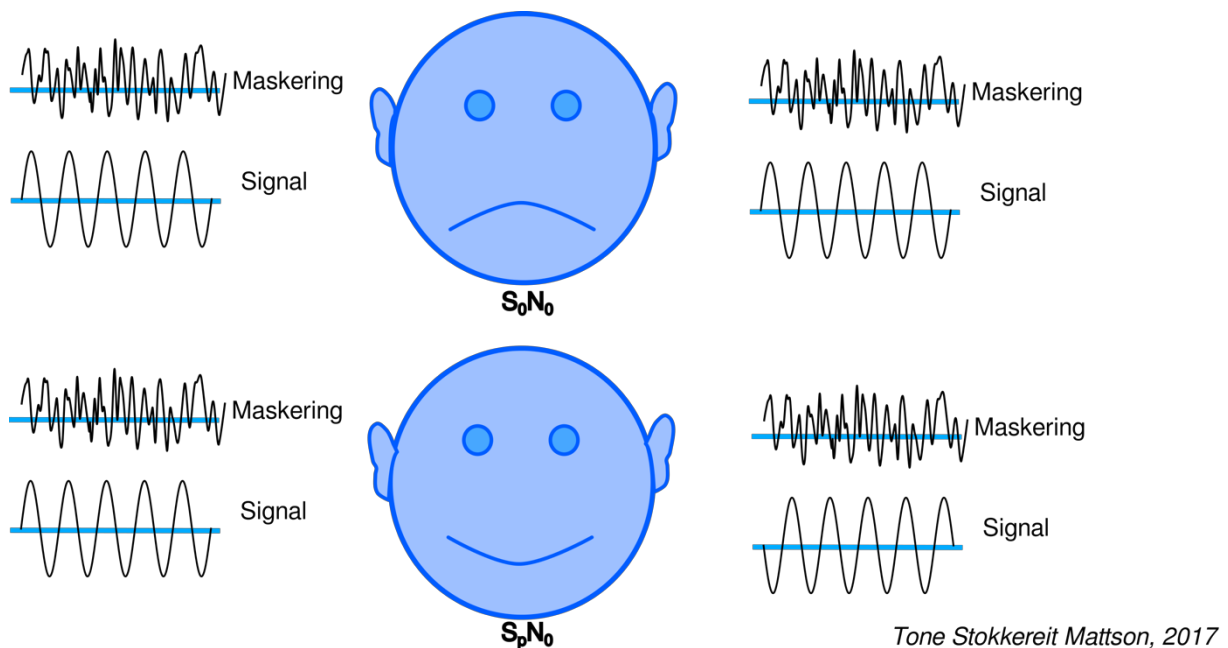 Maskering
Maskering
Signal
Signal
S₀N₀
Maskering
Maskering
Signal
Signal
SₚN₀
Tone Stokkereit Mattson, 2017